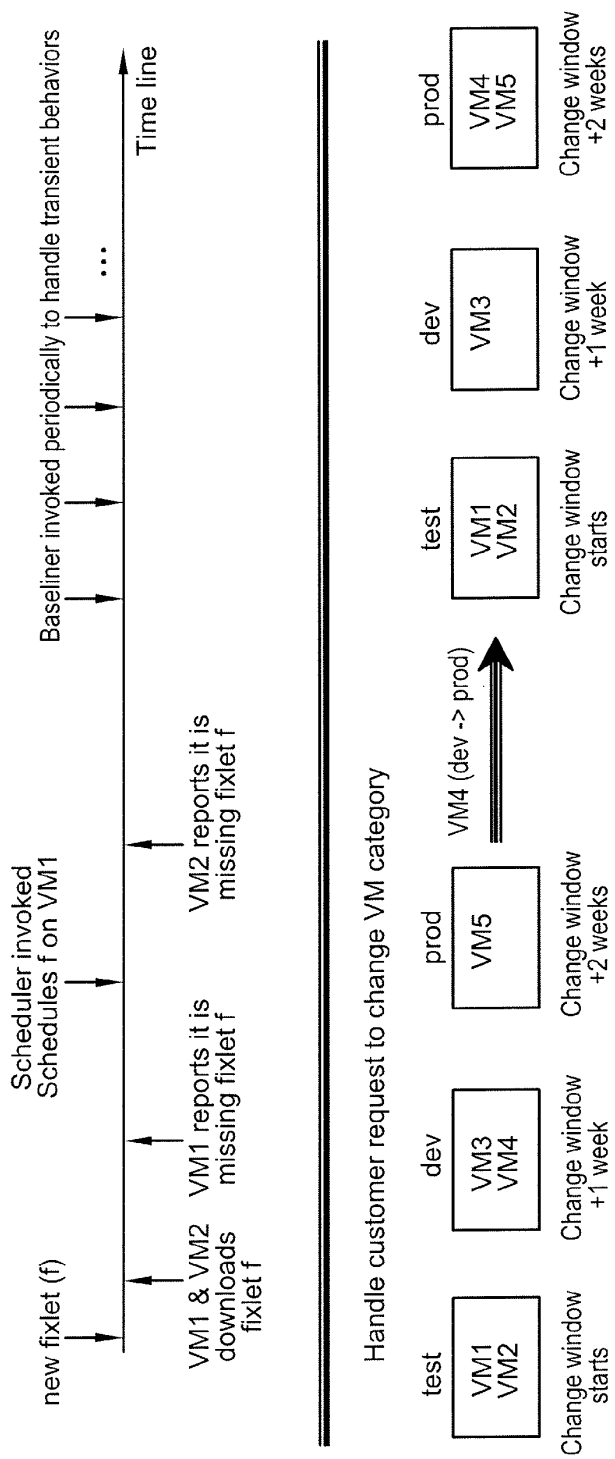 new fixlet (f)
Scheduler invoked
Schedules f on VM1
Baseliner invoked periodically to handle transient behaviors
...
Time line
VM1 & VM2
downloads
fixlet f
VM1 reports it is
missing fixlet f
VM2 reports it is
missing fixlet f
Handle customer request to change VM category
test
VM1
VM2
Change window
starts
dev
VM3
VM4
Change window
+1 week
prod
VM5
Change window
+2 weeks
VM4 (dev -> prod)
test
VM1
VM2
Change window
starts
dev
VM3
Change window
+1 week
prod
VM4
VM5
Change window
+2 weeks